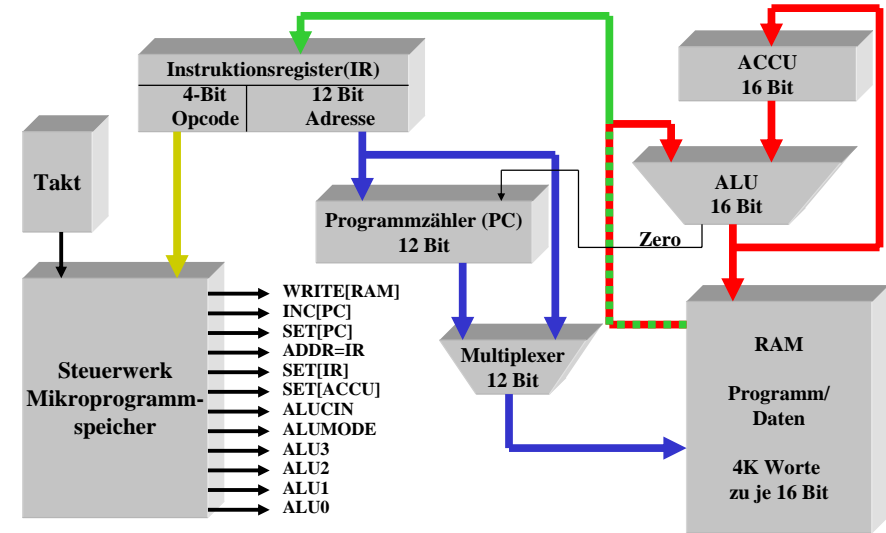 Instruktionsregister(IR)
4-Bit
Opcode
12 Bit
Adresse
ACCU
16 Bit
Takt
ALU
16 Bit
Programmzähler (PC)
12 Bit
Zero
Steuerwerk
Mikroprogramm-
speicher
WRITE[RAM]
INC[PC]
SET[PC]
ADDR=IR
SET[IR]
SET[ACCU]
ALUCIN
ALUMODE
ALU3
ALU2
ALU1
ALU0
Multiplexer
12 Bit
RAM
Programm/
Daten
4K Worte
zu je 16 Bit